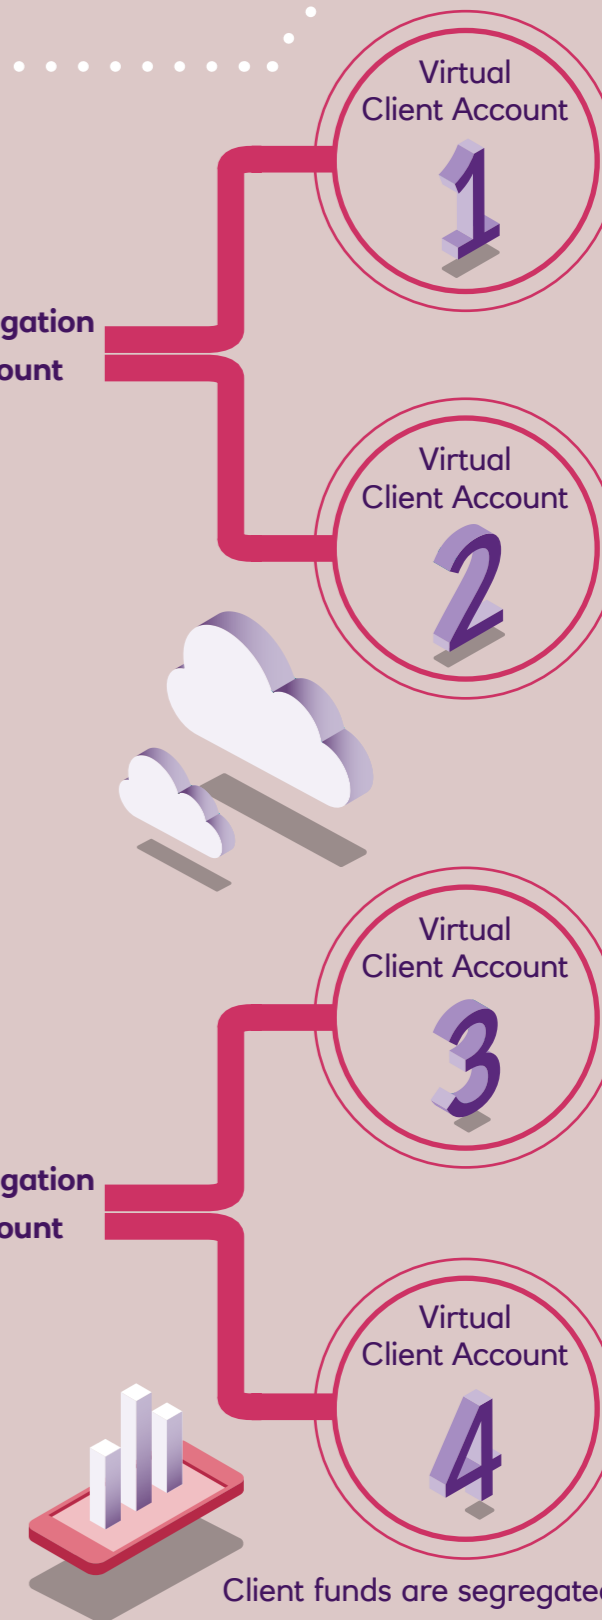 Virtual
Client Account
1
gation
ount
Virtual
Client Account
2
Virtual
Client Account
3
gation
ount
Virtual
Client Account
4
Client funds are segregated